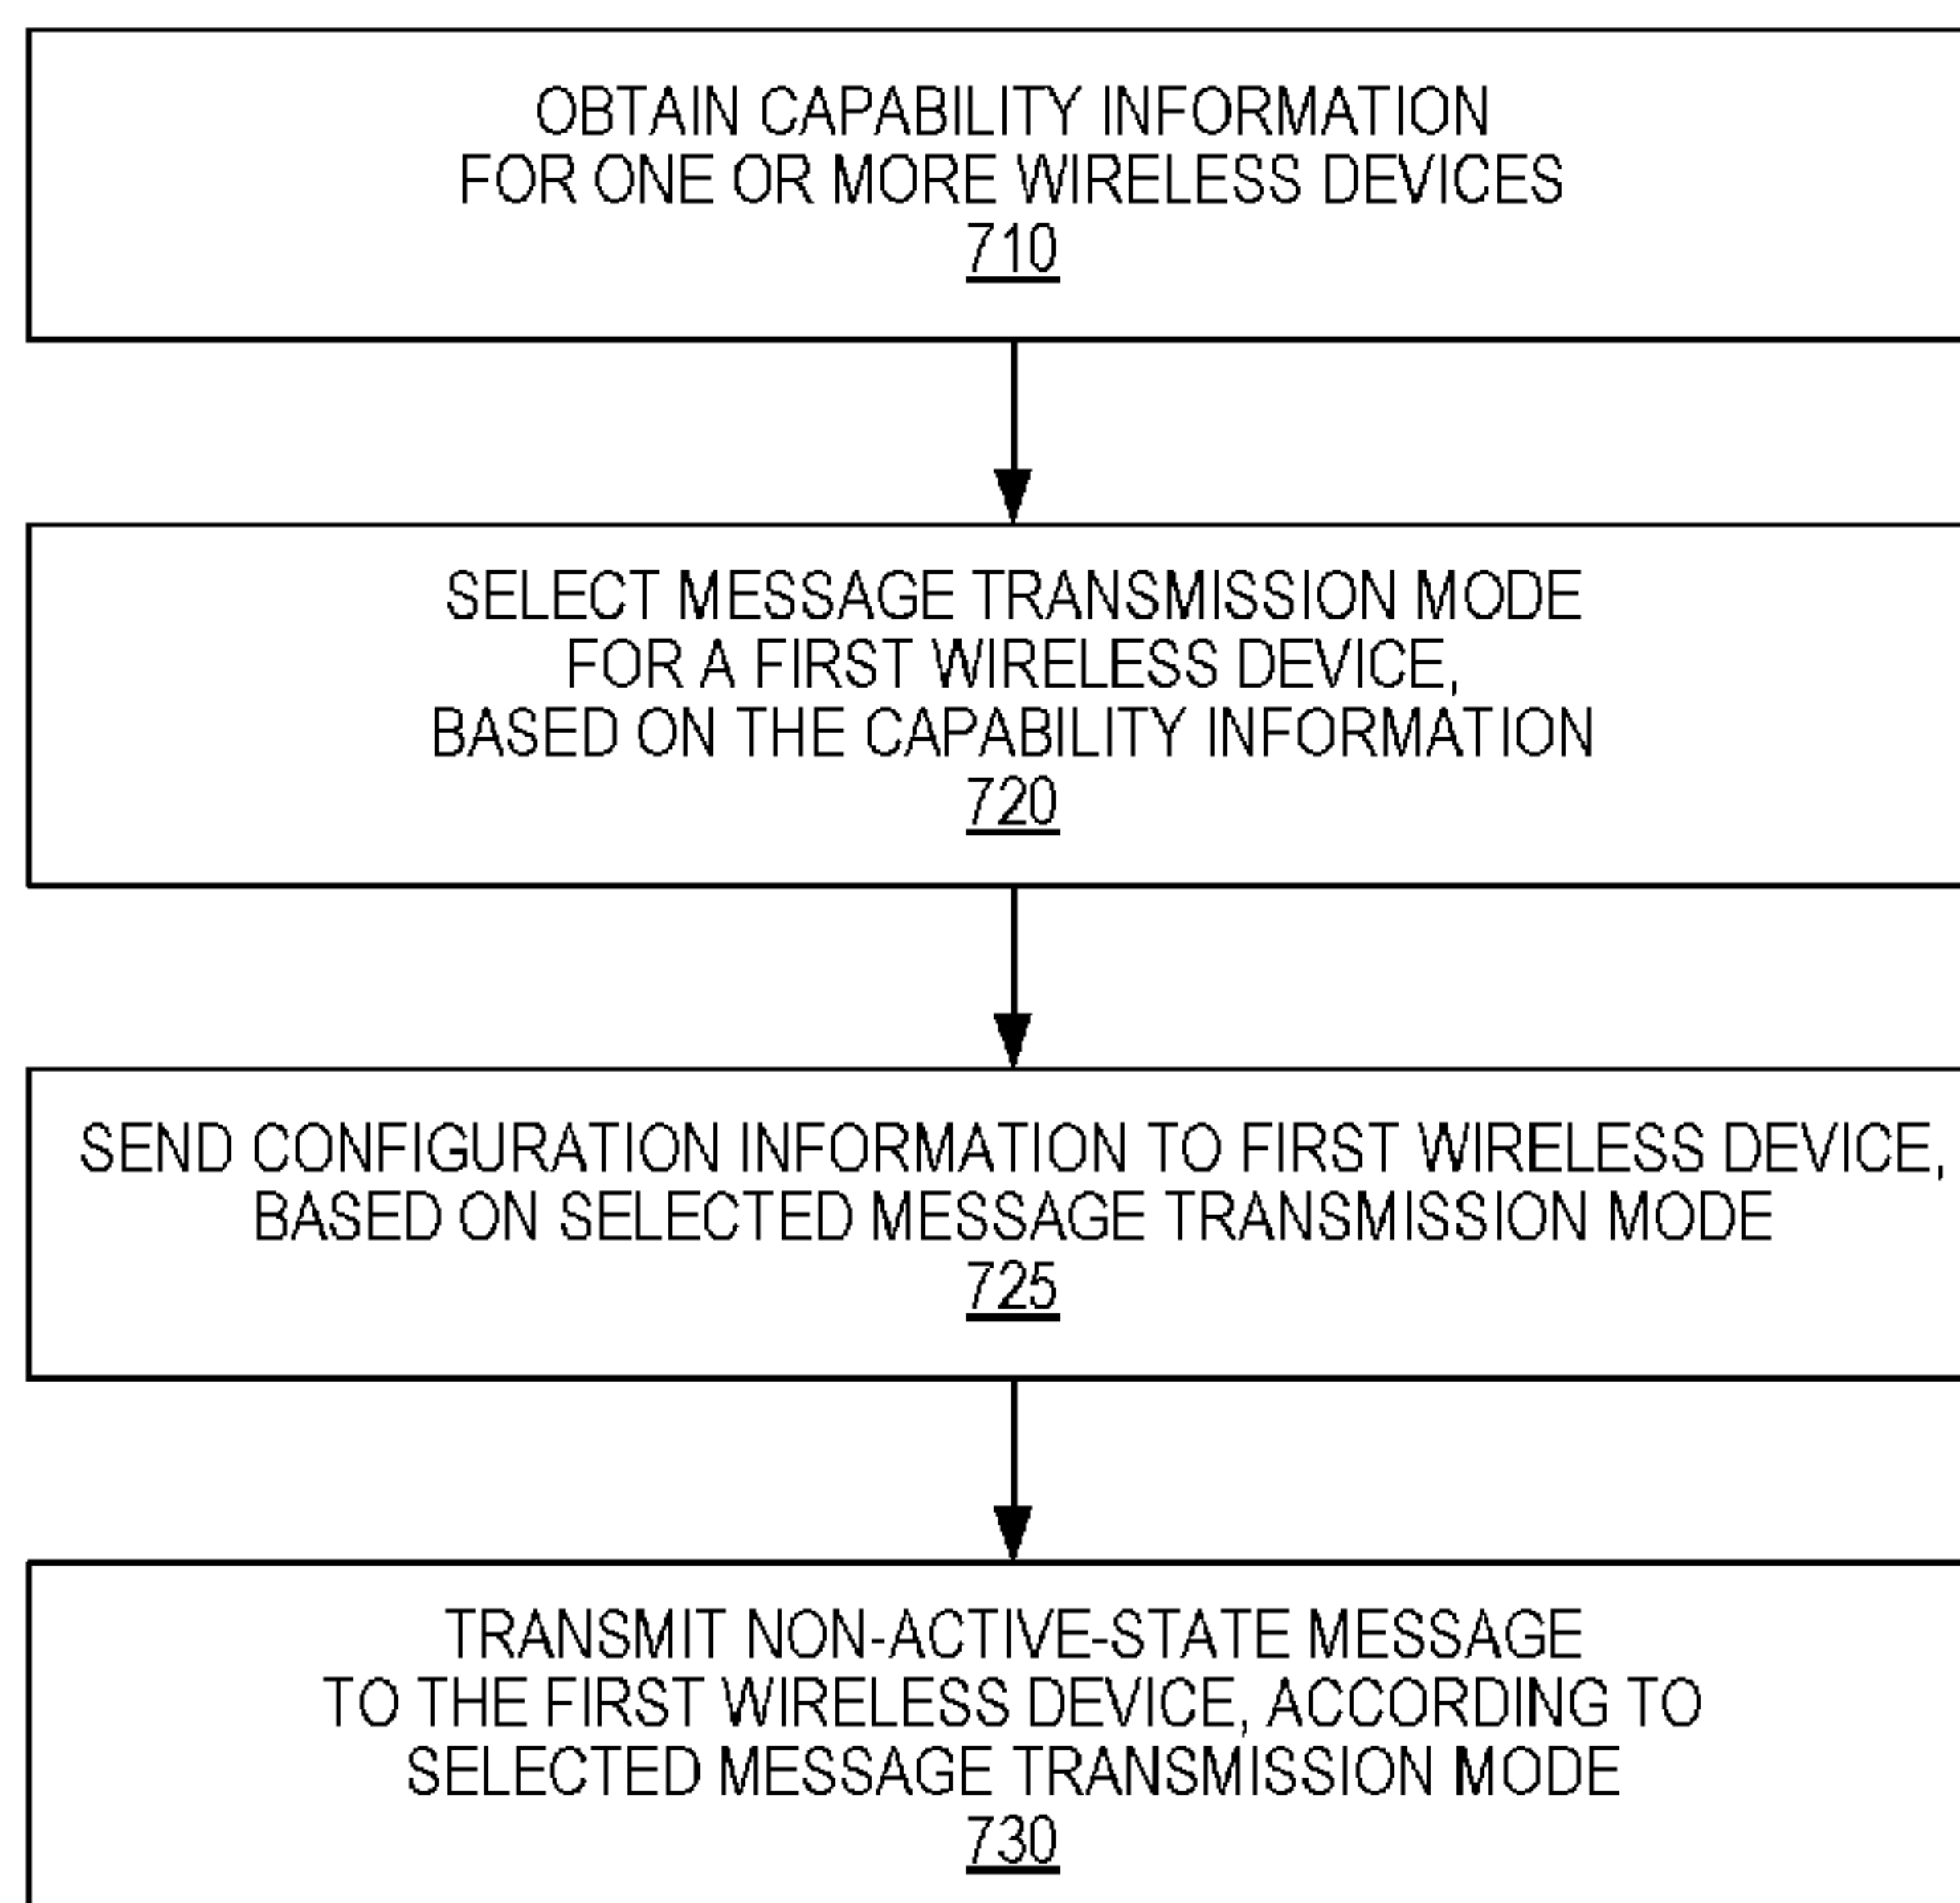 OBTAIN CAPABILITY INFORMATION
FOR ONE OR MORE WIRELESS DEVICES
710
SELECT MESSAGE TRANSMISSION MODE
FOR A FIRST WIRELESS DEVICE,
BASED ON THE CAPABILITY INFORMATION
720
SEND CONFIGURATION INFORMATION TO FIRST WIRELESS DEVICE,
BASED ON SELECTED MESSAGE TRANSMISSION MODE
725
TRANSMIT NON-ACTIVE-STATE MESSAGE
TO THE FIRST WIRELESS DEVICE, ACCORDING TO
SELECTED MESSAGE TRANSMISSION MODE
730